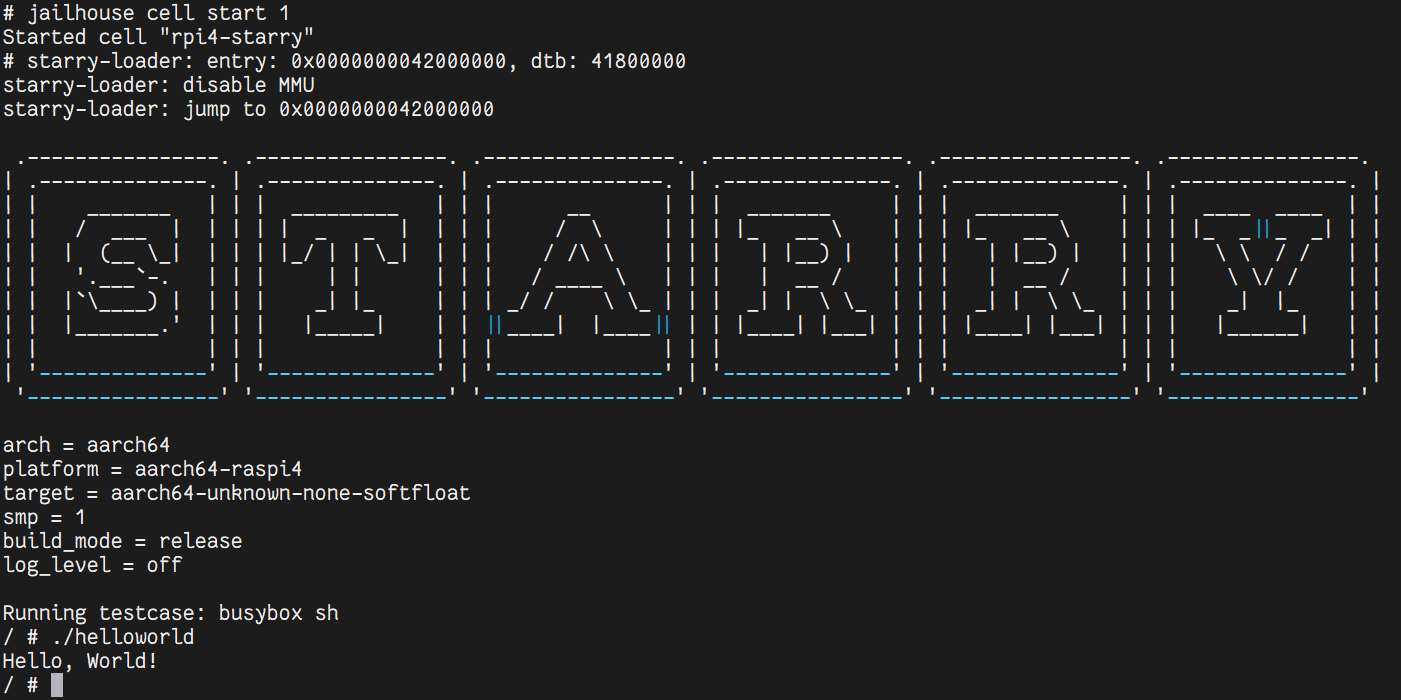 # jailhouse cell start 1
Started cell "rpi4-starry"
# starry-loader: entry: 0x0000000042000000, dtb: 41800000
starry-loader: disable MMU
starry-loader: jump to 0x0000000042000000
STARRY
arch = aarch64
platform = aarch64-raspi4
target = aarch64-unknown-none-softfloat
smp = 1
build_mode = release
log_level = off
Running testcase: busybox sh
/ # ./helloworld
Hello, World!
/ #